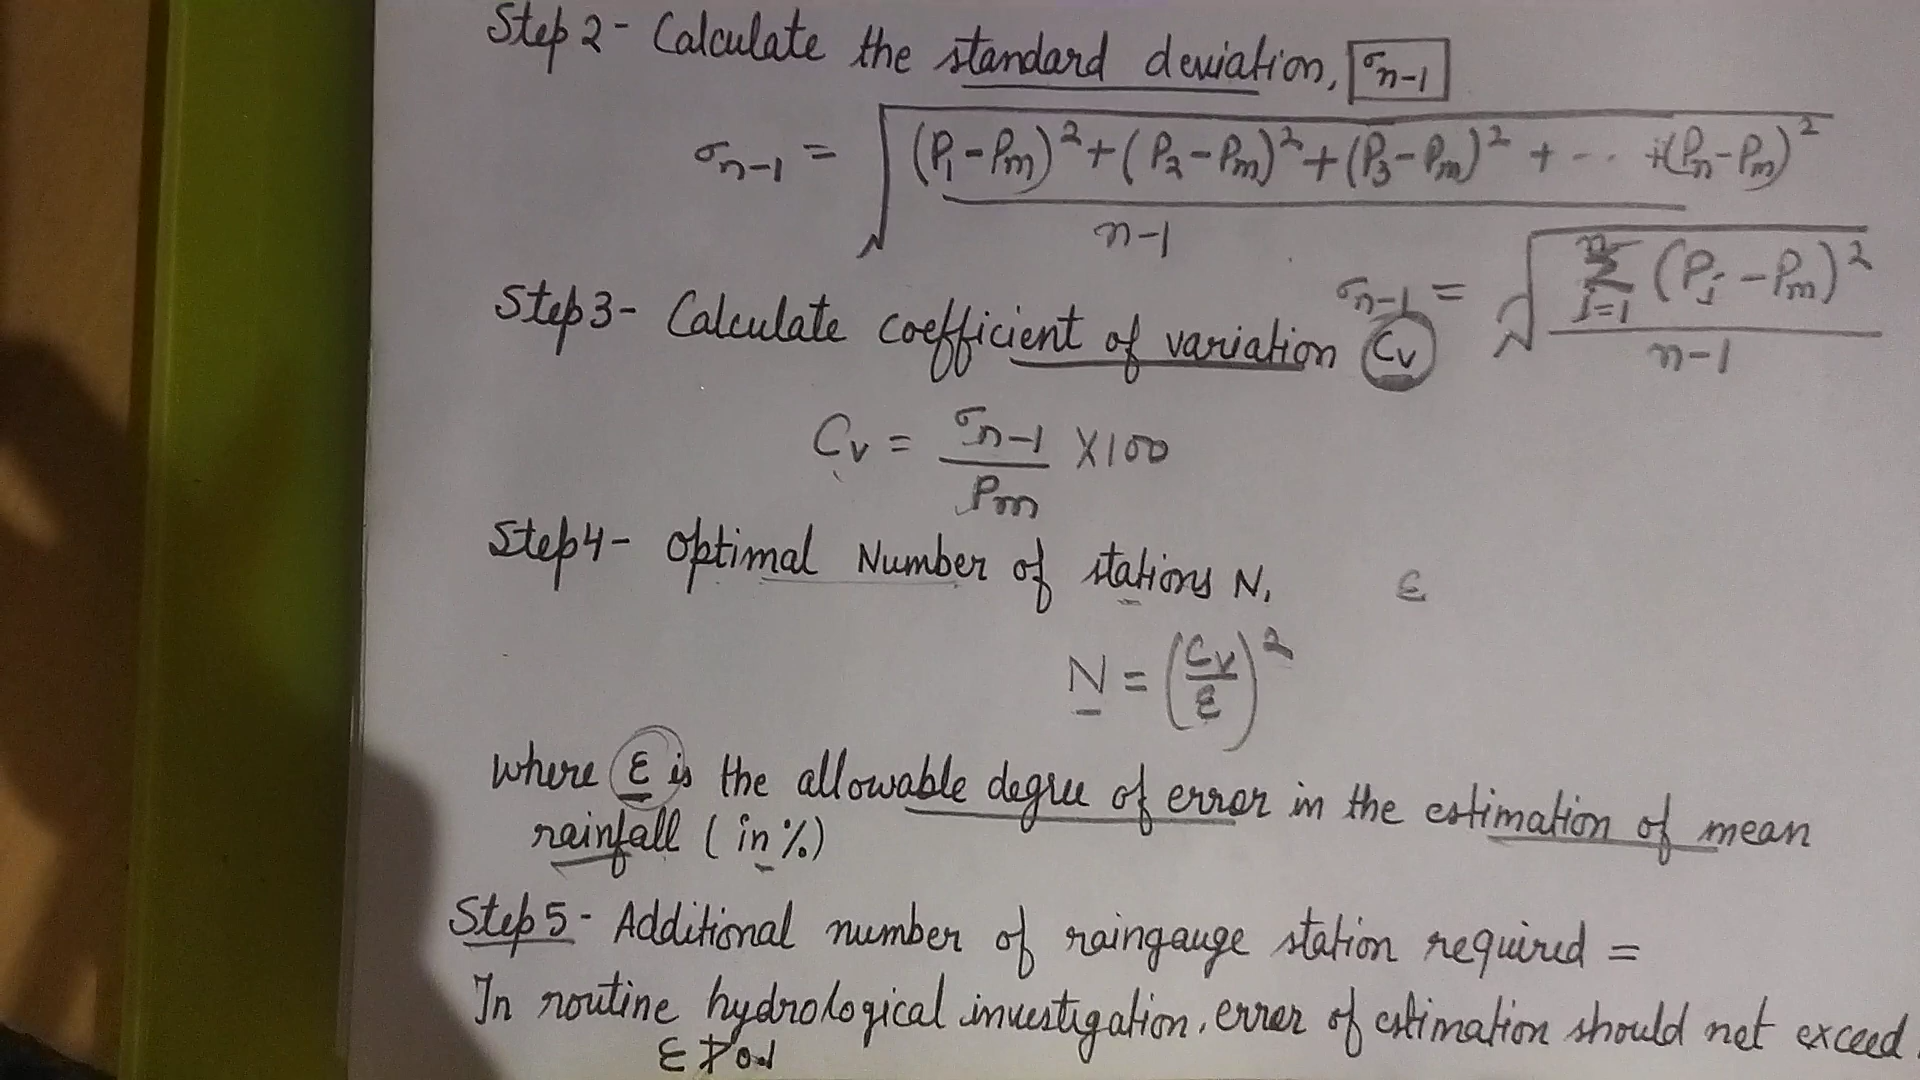 Step 2 - Calculate the standard deviation, σn-1
σn-1 = √((P1-Pm)²+(P2-Pm)²+(P3-Pm)²+--. +(Pn-Pm)²
n-1
σn-1 = √(Σ (Pj-Pm)²
n
j=1
n-1
Step 3 - Calculate coefficient of variation Cv
Cv = σn-1 / Pm ×100
Step 4 - Optimal Number of stations N,
ε
N = (Cv/ε)²
where ε is the allowable degree of error in the estimation of mean
rainfall (in %)
Step 5 - Additional number of raingauge station required =
In routine hydrological investigation, error of estimation should not exceed
ε ≯ 0.1